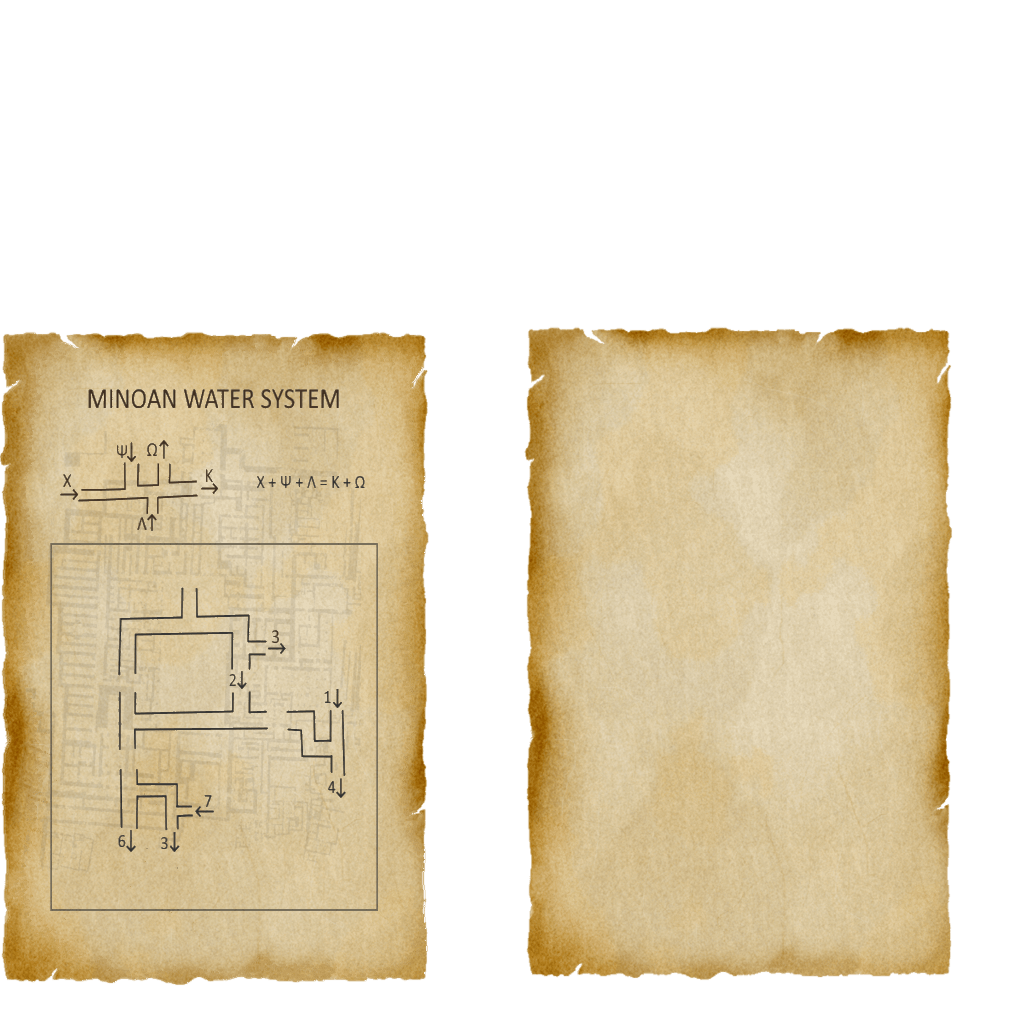 MINOAN WATER SYSTEM
Ψ↓ Ω↑
X → K →
X + Ψ + Λ = K + Ω
Λ↑
3 →
2↓
1↓
4↓
7 ←
6↓ 3↓